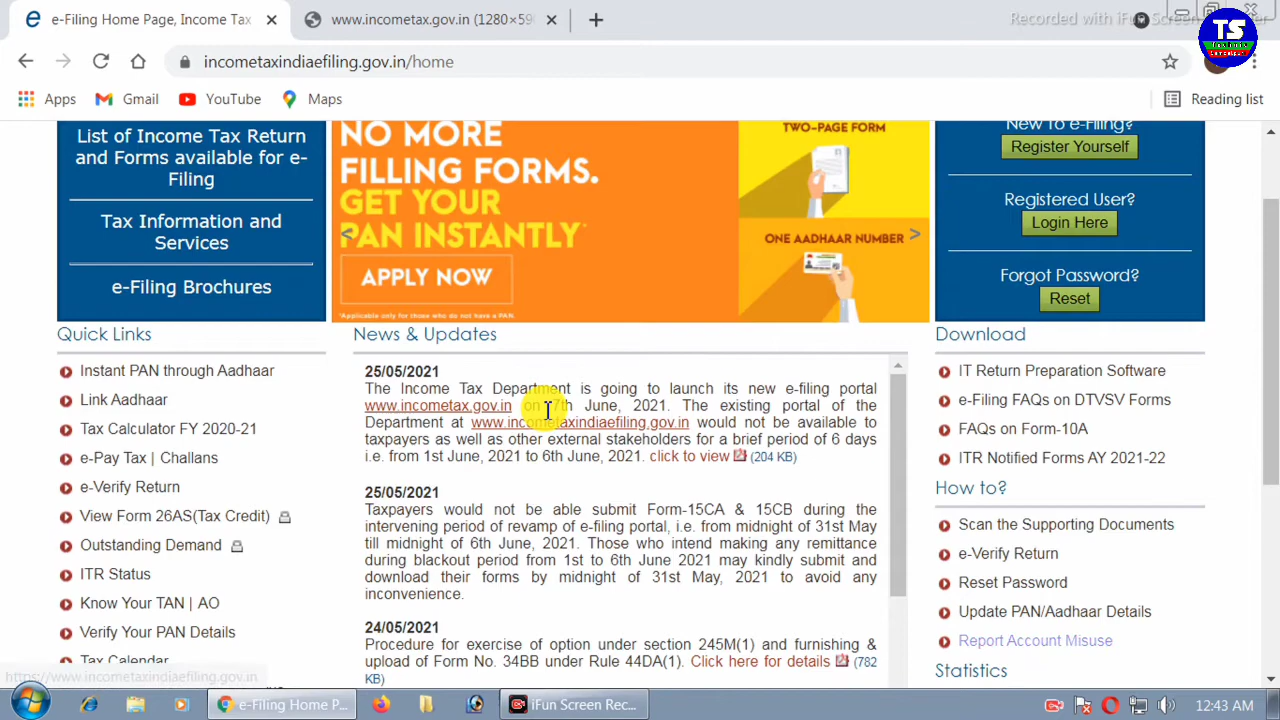 e-Filing Home Page, Income Tax
www.incometax.gov.in (1280×59
Recorded with iFun Screen
TS
incometaxindiaefiling.gov.in/home
Apps
Gmail
YouTube
Maps
Reading list
List of Income Tax Return
and Forms available for e-
Filing
Tax Information and
Services
e-Filing Brochures
NO MORE
FILLING FORMS.
GET YOUR
PAN INSTANTLY*
APPLY NOW
*Applicable only for those who do not have a PAN.
TWO-PAGE FORM
ONE AADHAAR NUMBER
New To e-Filing?
Register Yourself
Registered User?
Login Here
Forgot Password?
Reset
Quick Links
Instant PAN through Aadhaar
Link Aadhaar
Tax Calculator FY 2020-21
e-Pay Tax | Challans
e-Verify Return
View Form 26AS(Tax Credit)
Outstanding Demand
ITR Status
Know Your TAN | AO
Verify Your PAN Details
Tax Calendar
News & Updates
25/05/2021
The Income Tax Department is going to launch its new e-filing portal
www.incometax.gov.in on 7th June, 2021. The existing portal of the
Department at www.incometaxindiaefiling.gov.in would not be available to
taxpayers as well as other external stakeholders for a brief period of 6 days
i.e. from 1st June, 2021 to 6th June, 2021. click to view (204 KB)
25/05/2021
Taxpayers would not be able submit Form-15CA & 15CB during the
intervening period of revamp of e-filing portal, i.e. from midnight of 31st May
till midnight of 6th June, 2021. Those who intend making any remittance
during blackout period from 1st to 6th June 2021 may kindly submit and
download their forms by midnight of 31st May, 2021 to avoid any
inconvenience.
24/05/2021
Procedure for exercise of option under section 245M(1) and furnishing &
upload of Form No. 34BB under Rule 44DA(1). Click here for details (782
KB)
Download
IT Return Preparation Software
e-Filing FAQs on DTVSV Forms
FAQs on Form-10A
ITR Notified Forms AY 2021-22
How to?
Scan the Supporting Documents
e-Verify Return
Reset Password
Update PAN/Aadhaar Details
Report Account Misuse
Statistics
https://www.incometaxindiaefiling.gov.in
e-Filing Home P...
iFun Screen Rec...
12:43 AM